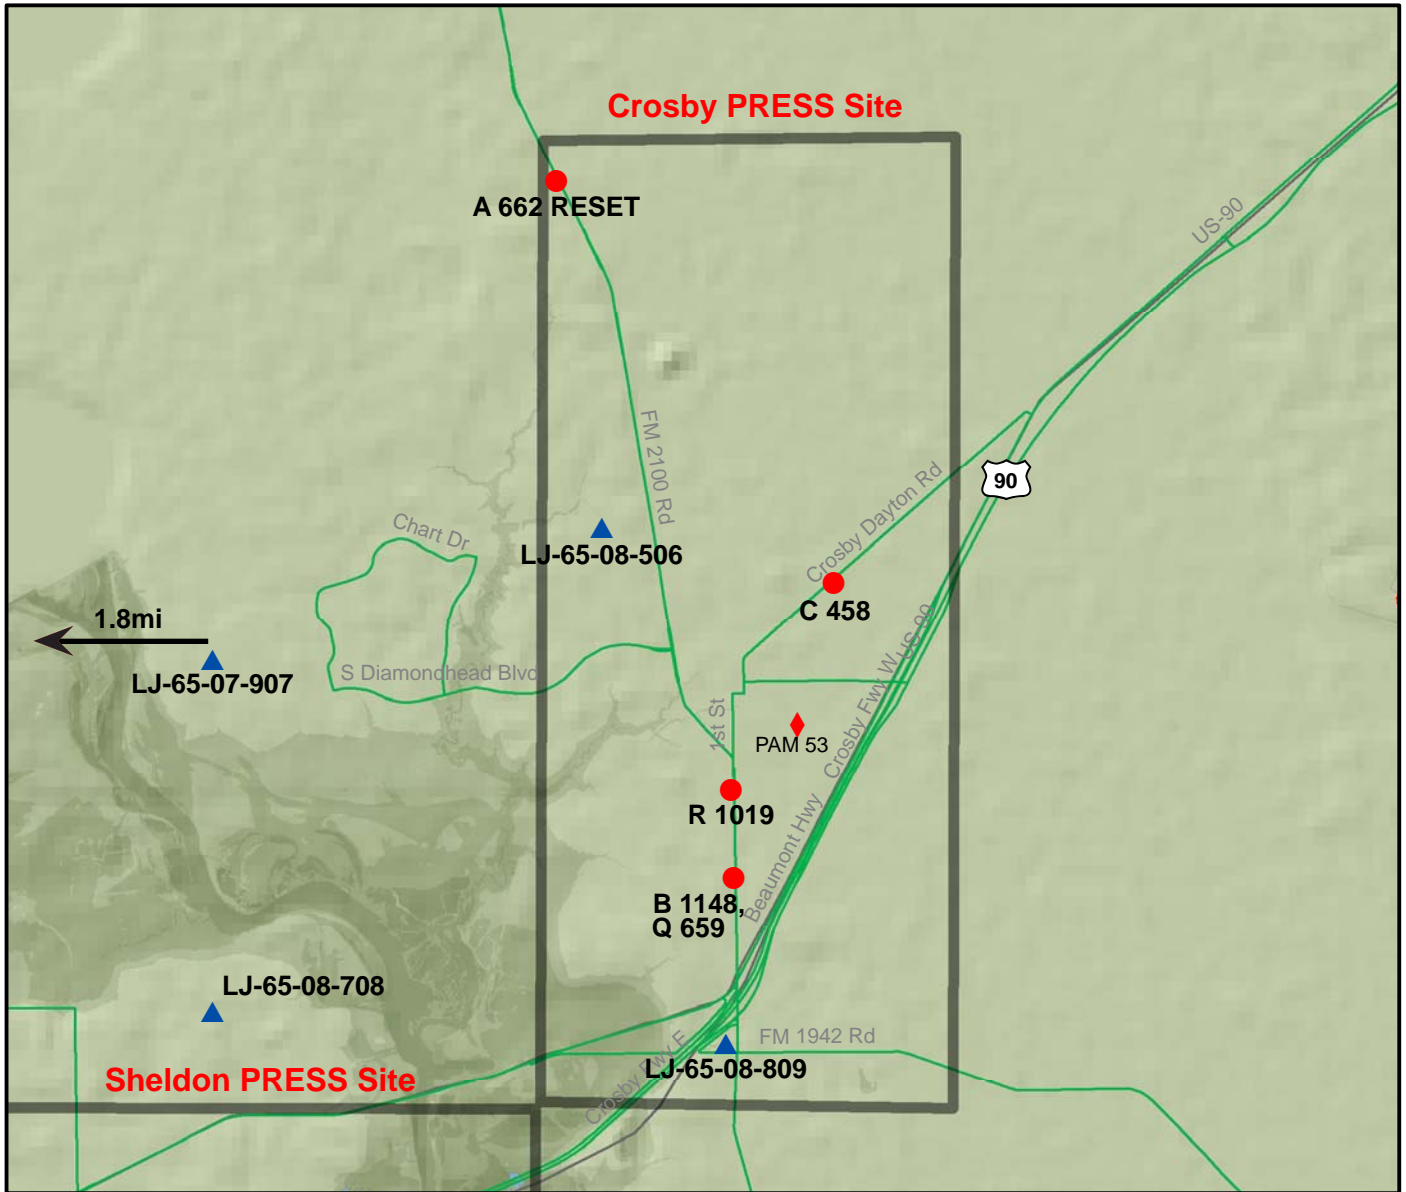 Crosby PRESS Site
A 662 RESET
US-90
90
FM 2100 Rd
Chart Dr
LJ-65-08-506
Crosby Dayton Rd
C 458
1.8mi
LJ-65-07-907
S Diamondhead Blvd
US-90
Crosby Fwy W
1st St
PAM 53
R 1019
Beaumont Hwy
B 1148,
Q 659
LJ-65-08-708
FM 1942 Rd
LJ-65-08-809
Crosby Fwy E
Sheldon PRESS Site